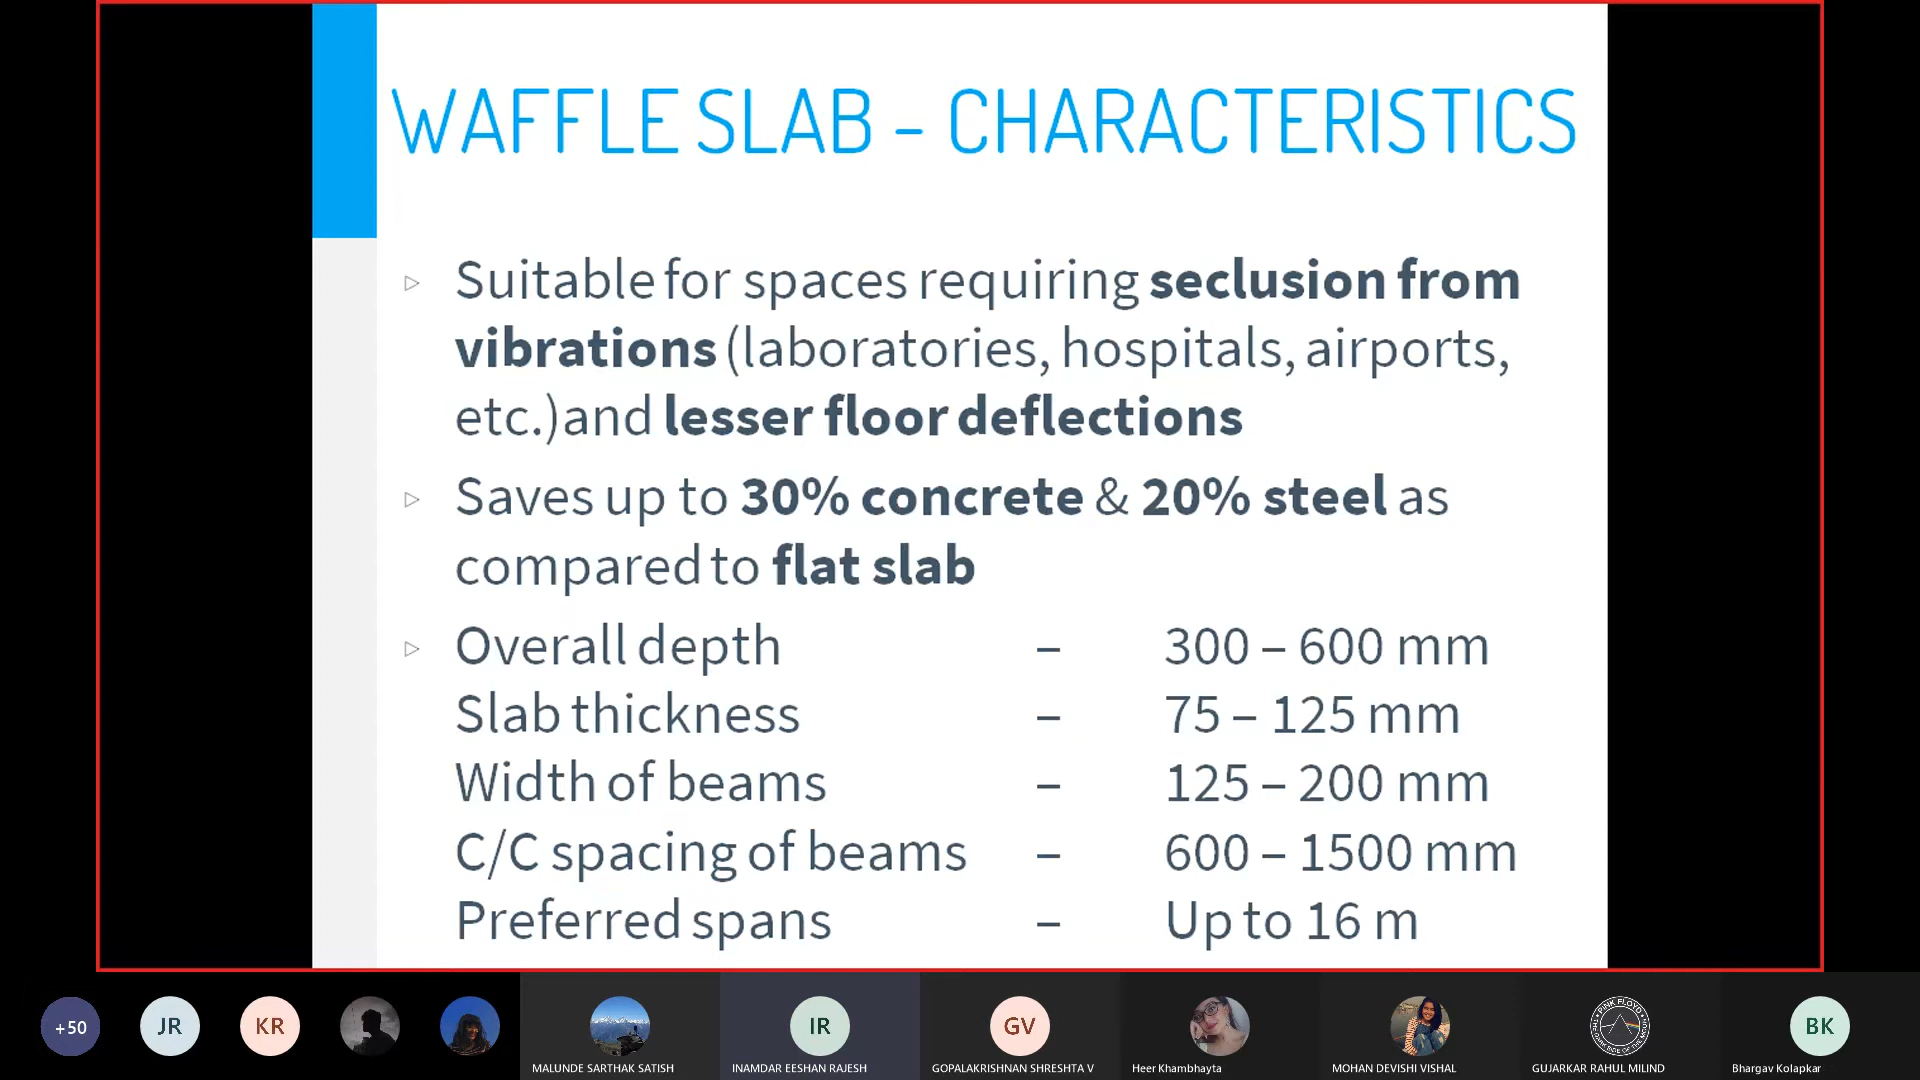 WAFFLE SLAB – CHARACTERISTICS
▹ Suitable for spaces requiring seclusion from
vibrations (laboratories, hospitals, airports,
etc.)and lesser floor deflections
▹ Saves up to 30% concrete & 20% steel as
compared to flat slab
▹ Overall depth – 300 – 600 mm
Slab thickness – 75 – 125 mm
Width of beams – 125 – 200 mm
C/C spacing of beams – 600 – 1500 mm
Preferred spans – Up to 16 m
+50 JR KR IR GV BK
PINK FLOYD
MALUNDE SARTHAK SATISH INAMDAR EESHAN RAJESH GOPALAKRISHNAN SHRESHTA V Heer Khambhayta MOHAN DEVISHI VISHAL GUJARKAR RAHUL MILIND Bhargav Kolapkar